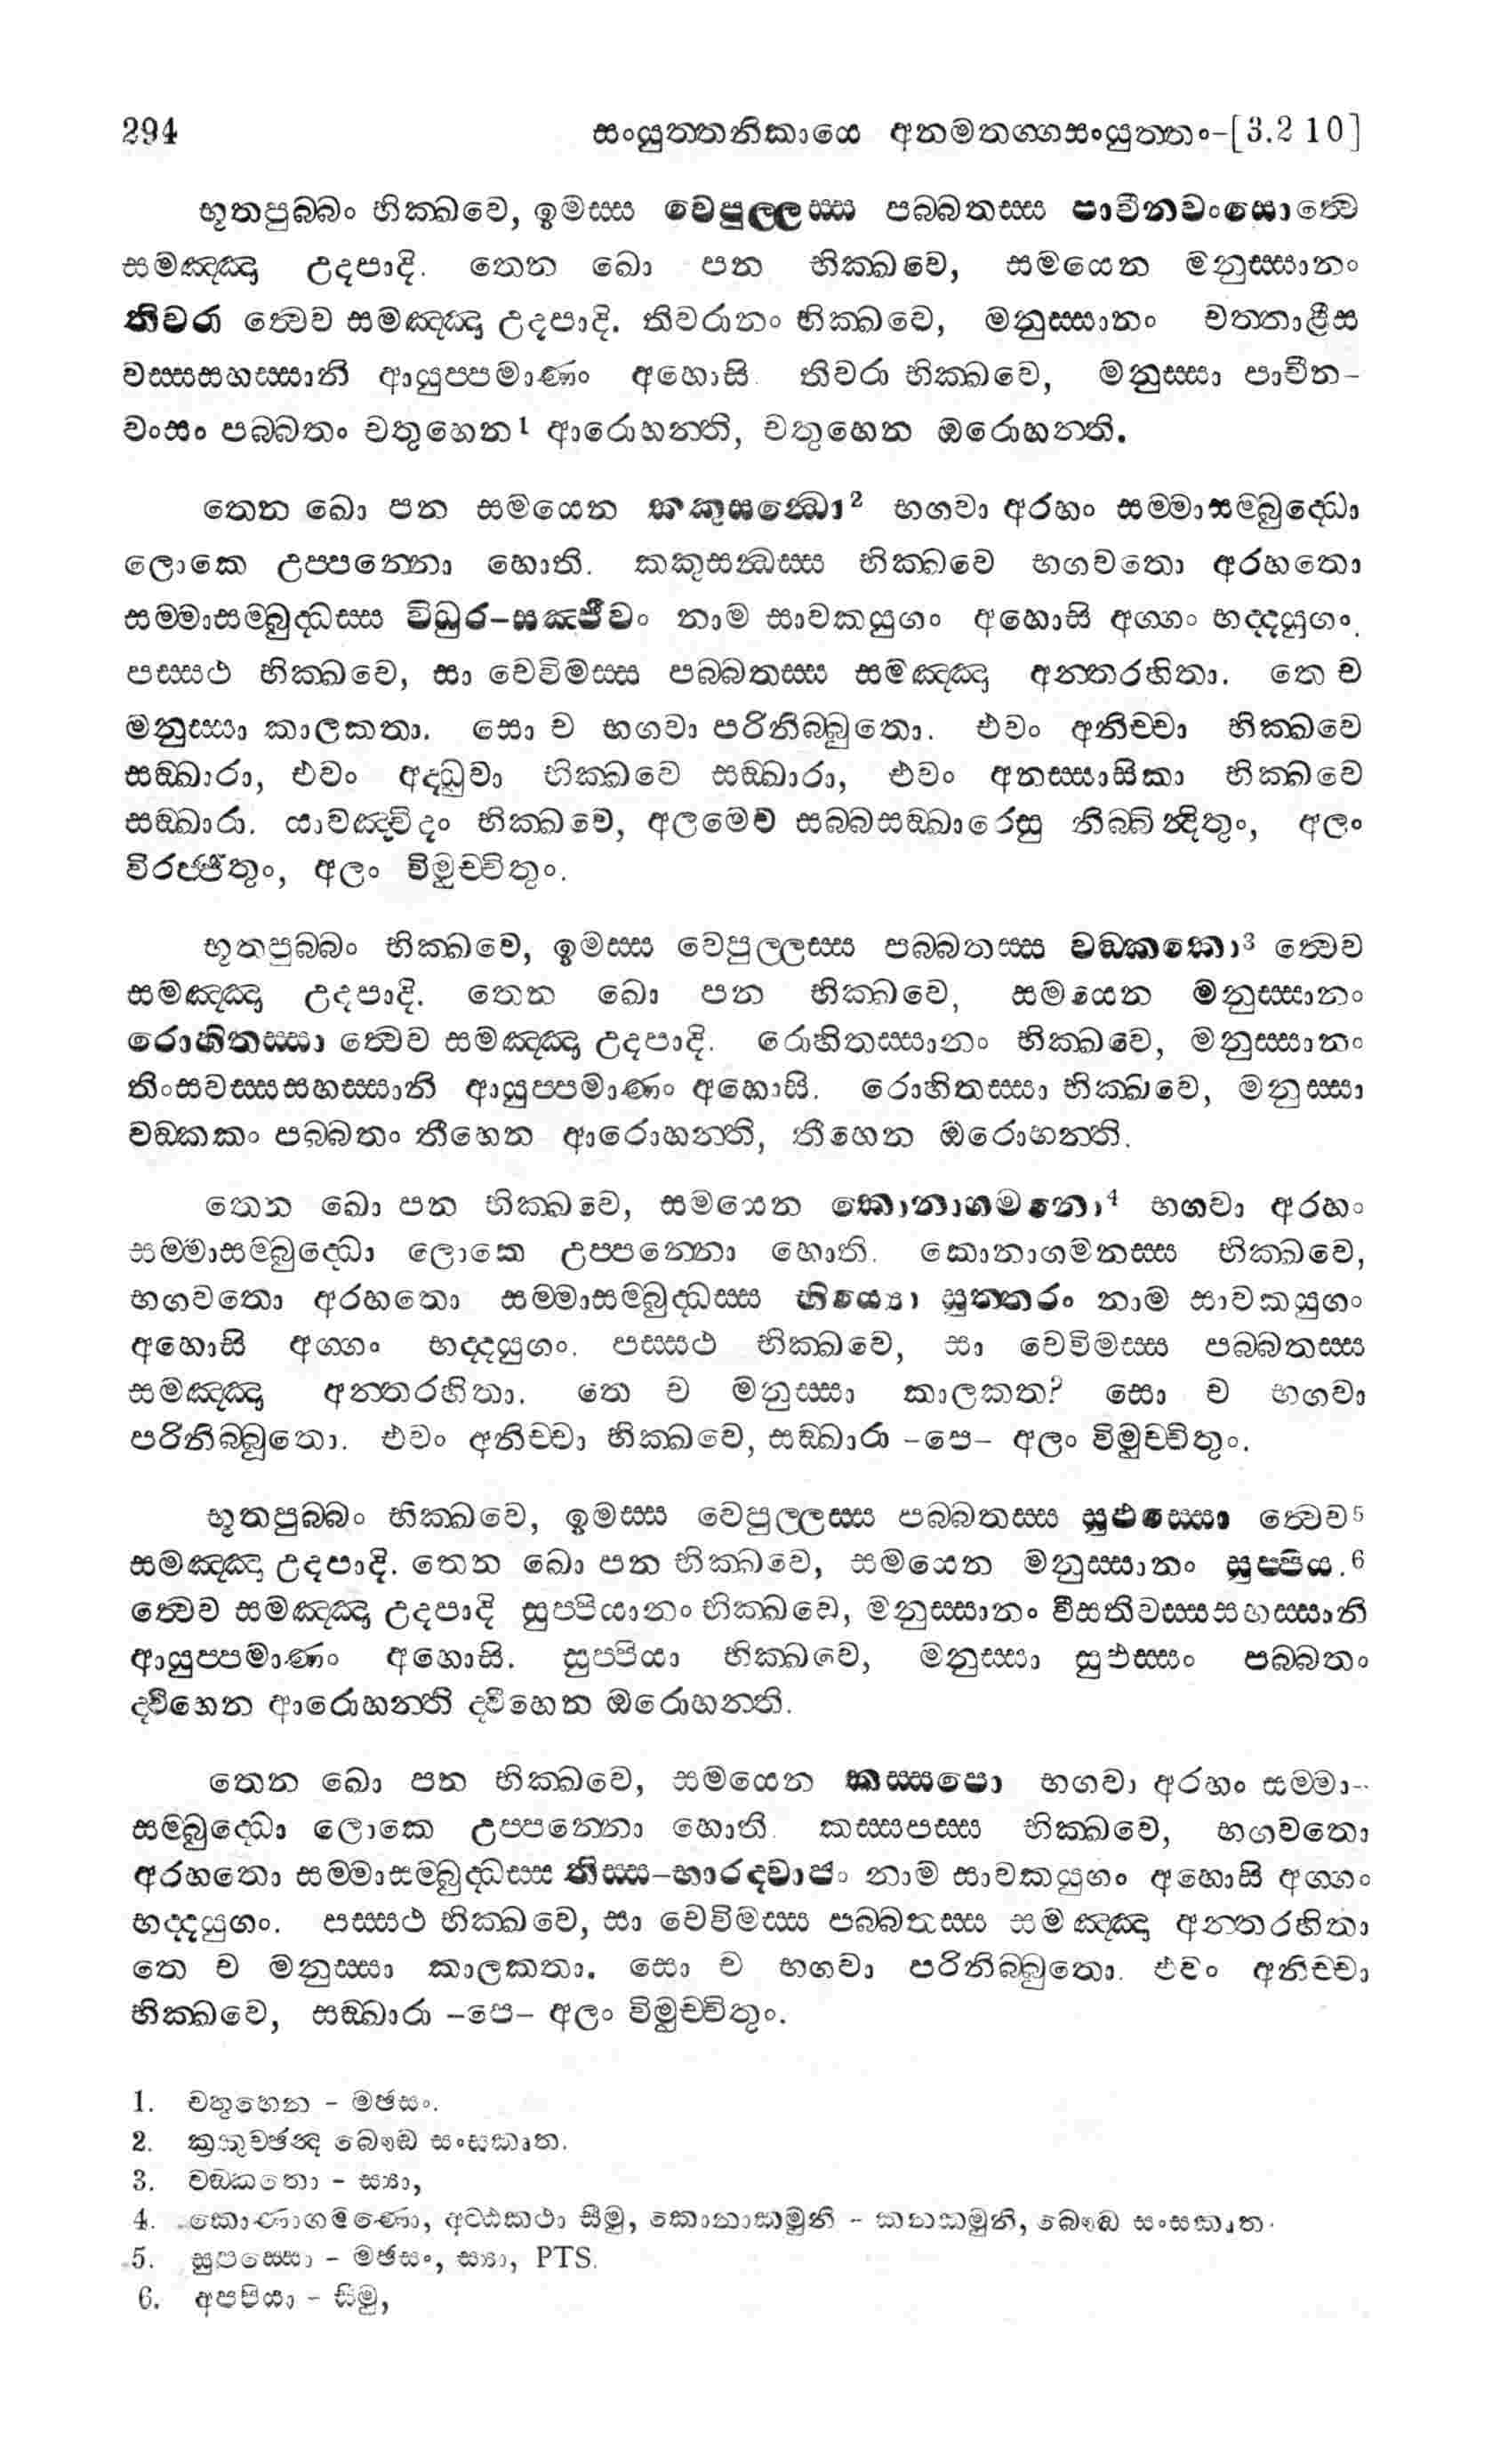 294 සංයුත්තනිකායෙ අනමතග්ගසංයුත්තං-[3.2 10]
භූතපුබ්බං භික්ඛවෙ, ඉමස්ස වෙපුල්ලස්ස පබ්බතස්ස පාචීනවංසොත්වෙ
සමඤ්ඤා උදපාදි. තෙන ඛො පන භික්ඛවෙ, සමයෙන මනුස්සානං
තිවරා ත්වෙව සමඤ්ඤා උදපාදි. තිවරානං භික්ඛවෙ, මනුස්සානං චත්තාළීස
වස්සසහස්සානි ආයුප්පමාණං අහොසි. තිවරා භික්ඛවෙ, මනුස්සා පාචීන-
වංසං පබ්බතං චතුහෙන1 ආරොහන්ති, චතුහෙන ඔරොහන්ති.
තෙන ඛො පන සමයෙන කකුසන්ධො2 භගවා අරහං සම්මාසම්බුද්ධො
ලොකෙ උප්පන්නො හොති. කකුසන්ධස්ස භික්ඛවෙ භගවතො අරහතො
සම්මාසම්බුද්ධස්ස විධුර-සඤ්ජීවං නාම සාවකයුගං අහොසි අග්ගං භද්දයුගං.
පස්සථ භික්ඛවෙ, සා චෙවිමස්ස පබ්බතස්ස සමඤ්ඤා අන්තරහිතා. තෙ ච
මනුස්සා කාලකතා. සො ච භගවා පරිනිබ්බුතො. එවං අනිච්චා භික්ඛවෙ
සඞ්ඛාරා, එවං අද්ධුවා භික්ඛවෙ සඞ්ඛාරා, එවං අනස්සාසිකා භික්ඛවෙ
සඞ්ඛාරා. යාවඤ්චිදං භික්ඛවෙ, අලමෙව සබ්බසඞ්ඛාරෙසු නිබ්බින්දිතුං, අලං
විරජ්ජිතුං, අලං විමුච්චිතුං.
භූතපුබ්බං භික්ඛවෙ, ඉමස්ස වෙපුල්ලස්ස පබ්බතස්ස වඞ්කකො3 ත්වෙව
සමඤ්ඤා උදපාදි. තෙන ඛො පන භික්ඛවෙ, සමයෙන මනුස්සානං
රොහිතස්සා ත්වෙව සමඤ්ඤා උදපාදි. රොහිතස්සානං භික්ඛවෙ, මනුස්සානං
තිංසවස්සසහස්සානි ආයුප්පමාණං අහොසි. රොහිතස්සා භික්ඛවෙ, මනුස්සා
වඞ්කකං පබ්බතං තීහෙන ආරොහන්ති, තීහෙන ඔරොහන්ති.
තෙන ඛො පන භික්ඛවෙ, සමයෙන කොනාගමනො4 භගවා අරහං
සම්මාසම්බුද්ධො ලොකෙ උප්පන්නො හොති. කොනාගමනස්ස භික්ඛවෙ,
භගවතො අරහතො සම්මාසම්බුද්ධස්ස භිය්‍යො සුත්තරං නාම සාවකයුගං
අහොසි අග්ගං භද්දයුගං. පස්සථ භික්ඛවෙ, සා චෙවිමස්ස පබ්බතස්ස
සමඤ්ඤා අන්තරහිතා. තෙ ච මනුස්සා කාලකත? සො ච භගවා
පරිනිබ්බුතො. එවං අනිච්චා භික්ඛවෙ, සඞ්ඛාරා -පෙ- අලං විමුච්චිතුං.
භූතපුබ්බං භික්ඛවෙ, ඉමස්ස වෙපුල්ලස්ස පබ්බතස්ස සුඵස්සො ත්වෙව5
සමඤ්ඤා උදපාදි. තෙන ඛො පන භික්ඛවෙ, සමයෙන මනුස්සානං සුප්පිය.6
ත්වෙව සමඤ්ඤා උදපාදි සුප්පියානං භික්ඛවෙ, මනුස්සානං වීසතිවස්සසහස්සානි
ආයුප්පමාණං අහොසි. සුප්පියා භික්ඛවෙ, මනුස්සා සුඵස්සං පබ්බතං
ද්වීහෙන ආරොහන්ති ද්වීහෙන ඔරොහන්ති.
තෙන ඛො පන භික්ඛවෙ, සමයෙන කස්සපො භගවා අරහං සම්මා-
සම්බුද්ධො ලොකෙ උප්පන්නො හොති. කස්සපස්ස භික්ඛවෙ, භගවතො
අරහතො සම්මාසම්බුද්ධස්ස තිස්ස-භාරද්වාජං නාම සාවකයුගං අහොසි අග්ගං
භද්දයුගං. පස්සථ භික්ඛවෙ, සා චෙවිමස්ස පබ්බතස්ස සමඤ්ඤා අන්තරහිතා
තෙ ච මනුස්සා කාලකතා. සො ච භගවා පරිනිබ්බුතො. එවං අනිච්චා
භික්ඛවෙ, සඞ්ඛාරා -පෙ- අලං විමුච්චිතුං.
1. චතූහෙන - මඡසං.
2. ක්‍රකුච්ඡන්ද බෞද්ධ සංස්කෘත.
3. වඞ්කතො - ස්‍යා,
4. කොණාගමණො, අට්ඨකථා සීමු, කොනාකමුනි - කනකමුනි, බෞද්ධ සංස්කෘත.
5. සුපස්සො - මඡසං, ස්‍යා, PTS.
6. අප්පියා - සිමු,